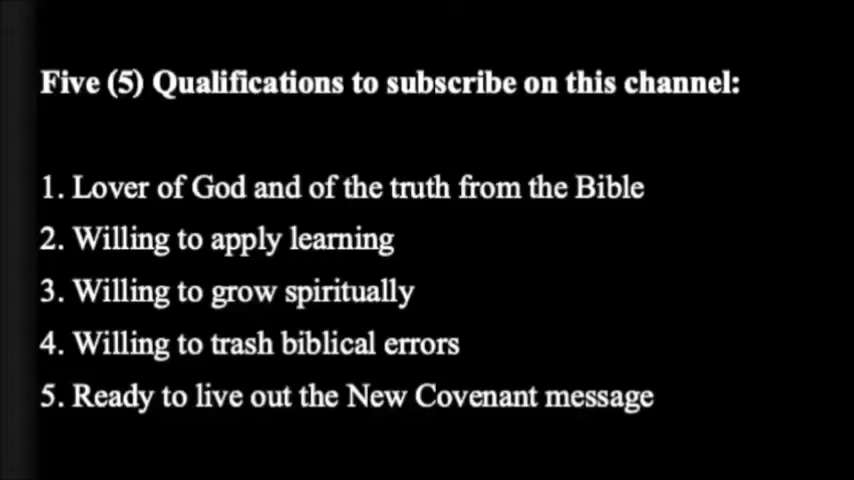 Five (5) Qualifications to subscribe on this channel:
1. Lover of God and of the truth from the Bible
2. Willing to apply learning
3. Willing to grow spiritually
4. Willing to trash biblical errors
5. Ready to live out the New Covenant message